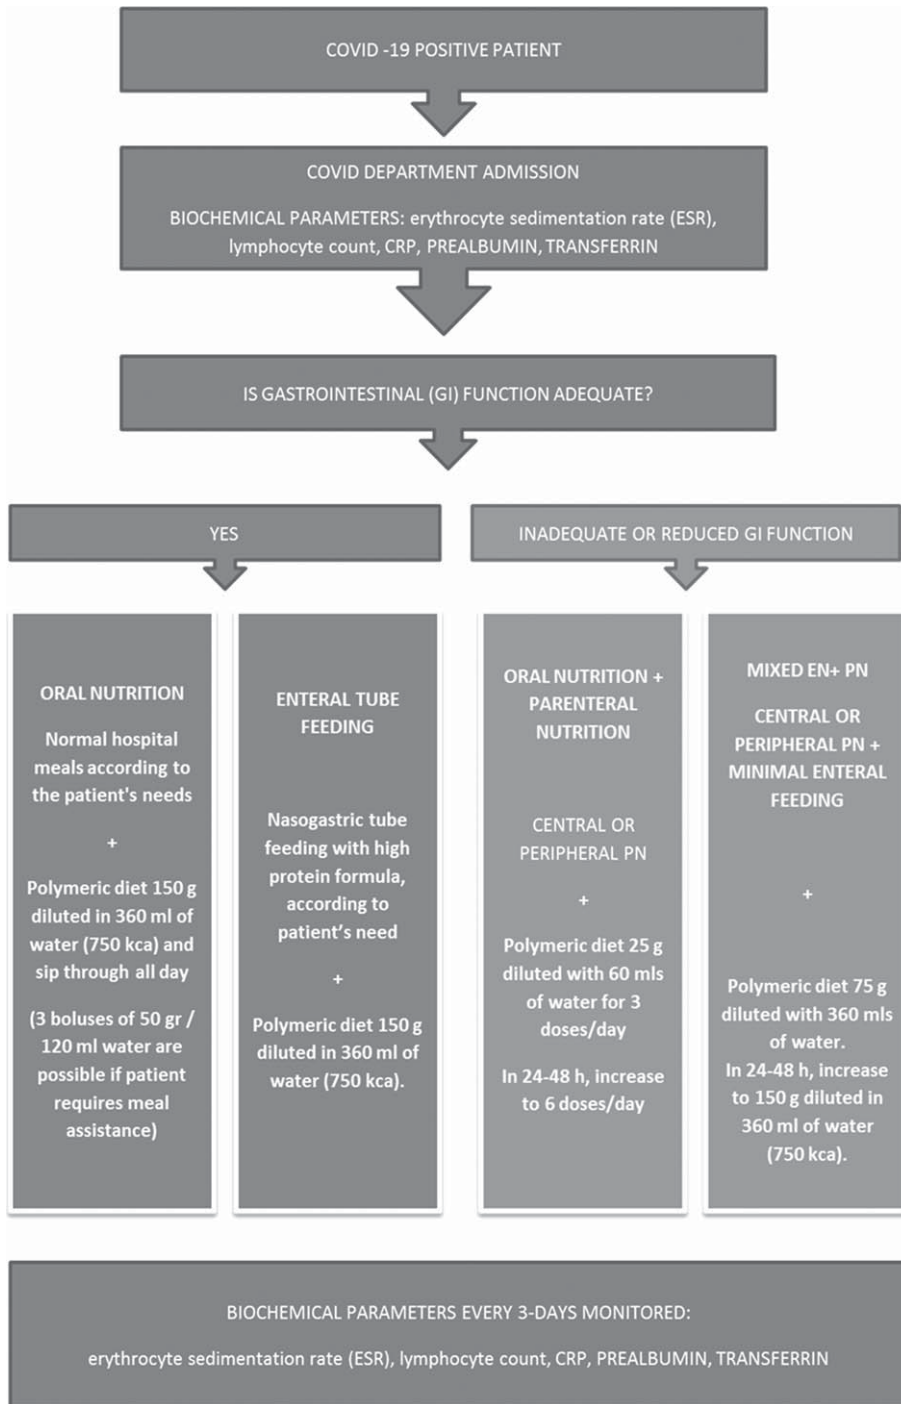 COVID -19 POSITIVE PATIENT
COVID DEPARTMENT ADMISSION
BIOCHEMICAL PARAMETERS: erythrocyte sedimentation rate (ESR),
lymphocyte count, CRP, PREALBUMIN, TRANSFERRIN
IS GASTROINTESTINAL (GI) FUNCTION ADEQUATE?
YES
INADEQUATE OR REDUCED GI FUNCTION
ORAL NUTRITION
Normal hospital
meals according to
the patient's needs
+
Polymeric diet 150 g
diluted in 360 ml of
water (750 kca) and
sip through all day
(3 boluses of 50 gr /
120 ml water are
possible if patient
requires meal
assistance)
ENTERAL TUBE
FEEDING
Nasogastric tube
feeding with high
protein formula,
according to
patient’s need
+
Polymeric diet 150 g
diluted in 360 ml of
water (750 kca).
ORAL NUTRITION +
PARENTERAL
NUTRITION
CENTRAL OR
PERIPHERAL PN
+
Polymeric diet 25 g
diluted with 60 mls
of water for 3
doses/day
In 24-48 h, increase
to 6 doses/day
MIXED EN+ PN
CENTRAL OR
PERIPHERAL PN +
MINIMAL ENTERAL
FEEDING
+
Polymeric diet 75 g
diluted with 360 mls
of water.
In 24-48 h, increase
to 150 g diluted in
360 ml of water
(750 kca).
BIOCHEMICAL PARAMETERS EVERY 3-DAYS MONITORED:
erythrocyte sedimentation rate (ESR), lymphocyte count, CRP, PREALBUMIN, TRANSFERRIN